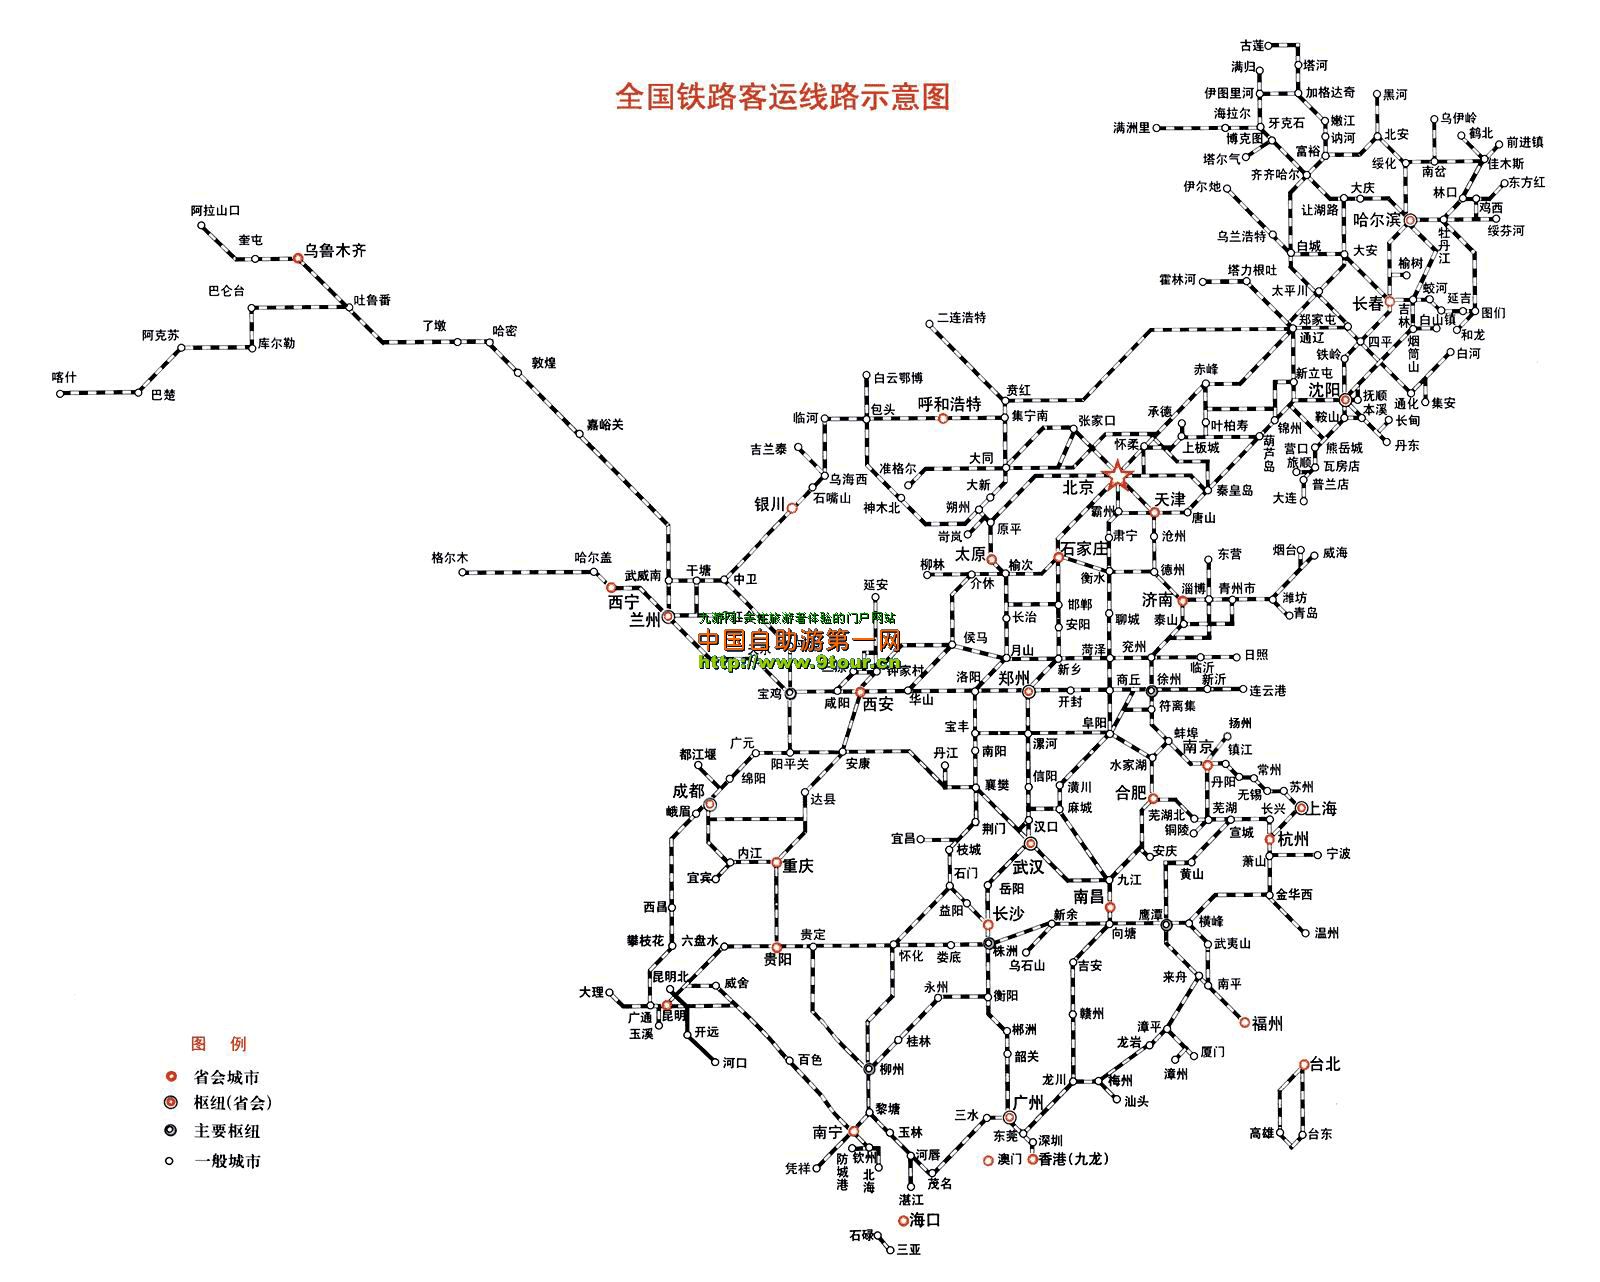 全国铁路客运线路示意图
古莲
塔河
满归
伊图里河
加格达奇
黑河
海拉尔
牙克石
嫩江
乌伊岭
满洲里
博克图
讷河
北安
鹤北
前进镇
塔尔气
富裕
绥化
南岔
佳木斯
齐齐哈尔
大庆
林口
东方红
伊尔地
让湖路
鸡西
哈尔滨
绥芬河
牡丹江
乌兰浩特
白城
大安
榆树
霍林河
塔力根吐
太平川
长春
吉林
蛟河
延吉
图们
白山镇
和龙
郑家屯
通辽
四平
烟筒山
白河
铁岭
新立屯
沈阳
抚顺
本溪
通化
集安
阿拉山口
奎屯
乌鲁木齐
巴仑台
吐鲁番
阿克苏
库尔勒
了墩
哈密
喀什
巴楚
敦煌
嘉峪关
二连浩特
白云鄂博
贲红
赤峰
临河
包头
呼和浩特
集宁南
张家口
承德
叶柏寿
锦州
鞍山
长甸
丹东
吉兰泰
准格尔
大同
怀柔
上板城
葫芦岛
营口
熊岳城
旅顺
瓦房店
普兰店
大连
乌海西
石嘴山
银川
神木北
大新
朔州
北京
秦皇岛
天津
霸州
唐山
岢岚
原平
肃宁
沧州
格尔木
哈尔盖
太原
石家庄
柳林
榆次
衡水
德州
东营
烟台
威海
武威南
干塘
中卫
西宁
兰州
延安
介休
邯郸
济南
淄博
青州市
潍坊
青岛
九游网-关注旅游者体验的门户网站
中国自助游第一网
http://www.9tour.cn
长治
安阳
聊城
泰山
侯马
月山
新乡
菏泽
兖州
临沂
日照
钟家村
宝鸡
咸阳
西安
华山
洛阳
郑州
开封
商丘
徐州
新沂
连云港
符离集
宝丰
漯河
阜阳
蚌埠
扬州
都江堰
广元
阳平关
安康
丹江
南阳
水家湖
南京
镇江
绵阳
襄樊
信阳
潢川
丹阳
常州
成都
达县
麻城
合肥
无锡
苏州
峨眉
荆门
汉口
芜湖北
芜湖
长兴
上海
铜陵
宣城
杭州
内江
重庆
宜昌
枝城
武汉
安庆
萧山
宁波
宜宾
石门
岳阳
九江
黄山
西昌
益阳
长沙
新余
南昌
鹰潭
横峰
金华西
温州
攀枝花
六盘水
贵定
贵阳
怀化
娄底
株洲
乌石山
向塘
武夷山
昆明北
威舍
吉安
来舟
南平
大理
广通
昆明
玉溪
开远
河口
永州
衡阳
福州
桂林
郴洲
赣州
漳平
龙岩
厦门
漳州
百色
柳州
韶关
龙川
梅州
汕头
台北
高雄
台东
黎塘
三水
广州
南宁
玉林
东莞
深圳
凭祥
防城港
钦州
北海
河唇
茂名
澳门
香港(九龙)
湛江
海口
石碌
三亚
图 例
省会城市
枢纽(省会)
主要枢纽
一般城市